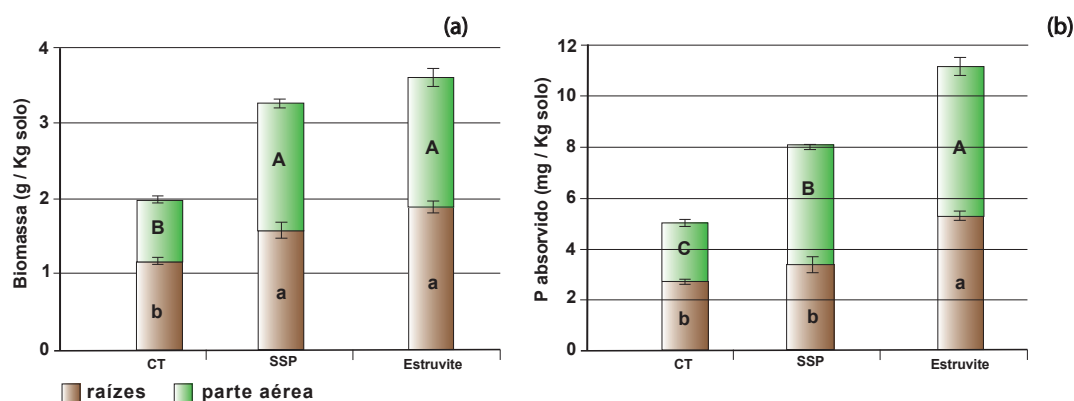 (a)
Biomassa (g / Kg solo)
4
3
2
1
0
B
b
A
a
A
a
CT
SSP
Estruvite
raízes
parte aérea
(b)
P absorvido (mg / Kg solo)
12
10
8
6
4
2
0
C
b
B
b
A
a
CT
SSP
Estruvite